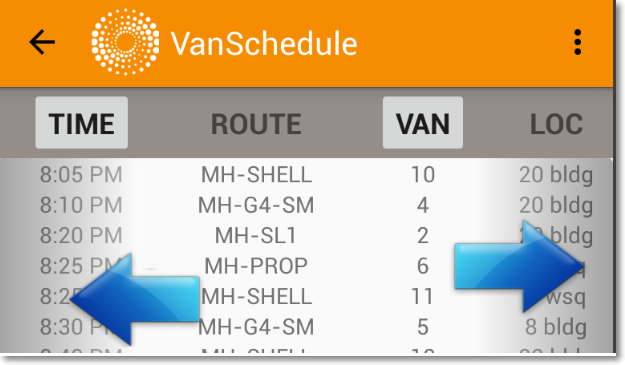 VanSchedule
TIME ROUTE VAN LOC
8:05 PM MH-SHELL 10 20 bldg
8:10 PM MH-G4-SM 4 20 bldg
8:20 PM MH-SL1 2 bldg
8:25 PM MH-PROP 6
MH-SHELL 11 wsq
8:30 MH-G4-SM 5 8 bldg